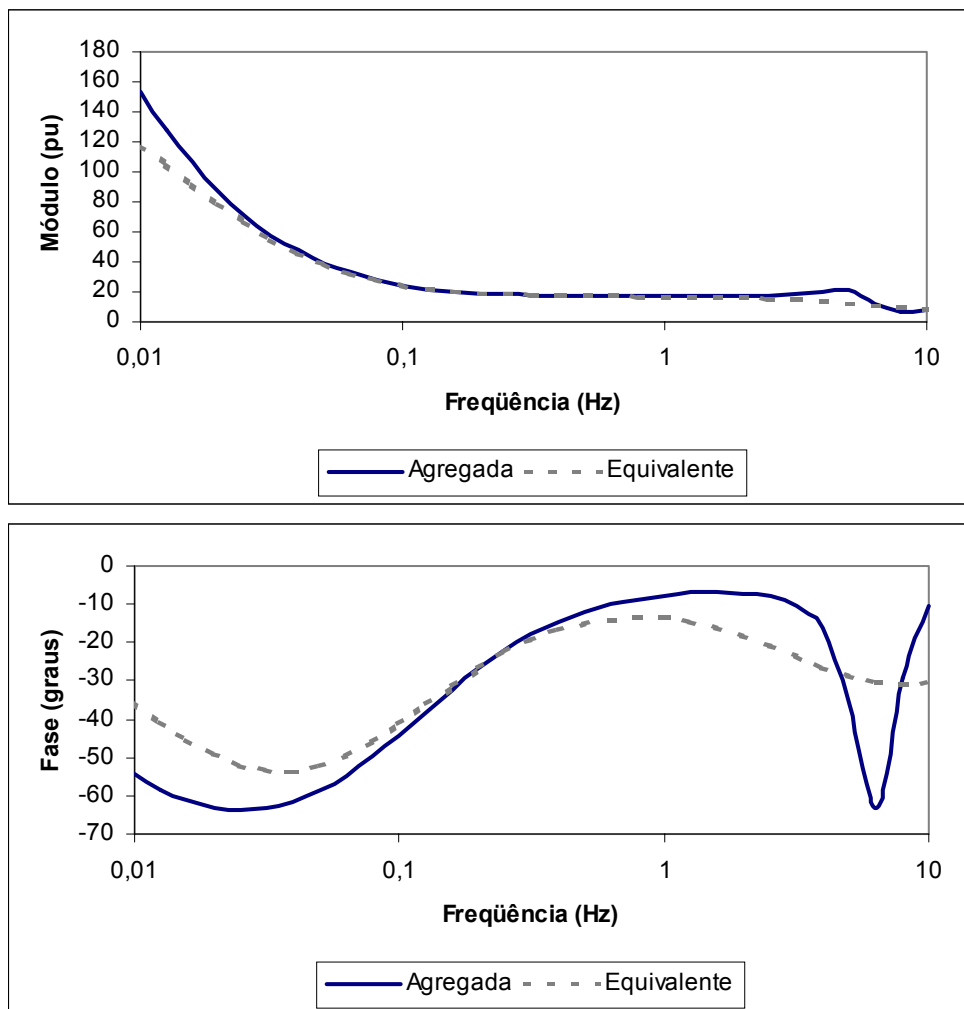 180
160
140
120
100
80
60
40
20
0
Módulo (pu)
0,01 0,1 1 10
Freqüência (Hz)
Agregada Equivalente
0
-10
-20
-30
-40
-50
-60
-70
Fase (graus)
0,01 0,1 1 10
Freqüência (Hz)
Agregada Equivalente